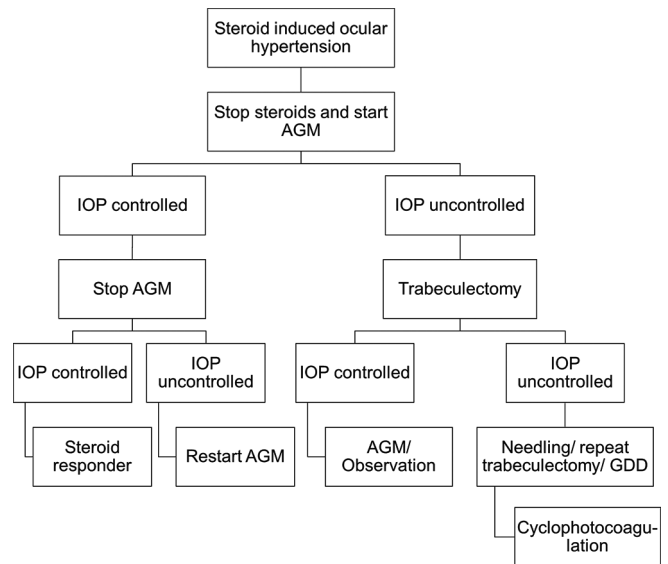 Steroid induced ocular
hypertension
Stop steroids and start
AGM
IOP controlled
IOP uncontrolled
Stop AGM
Trabeculectomy
IOP controlled
IOP
uncontrolled
IOP controlled
IOP
uncontrolled
Steroid
responder
Restart AGM
AGM/
Observation
Needling/ repeat
trabeculectomy/ GDD
Cyclophotocoagu-
lation